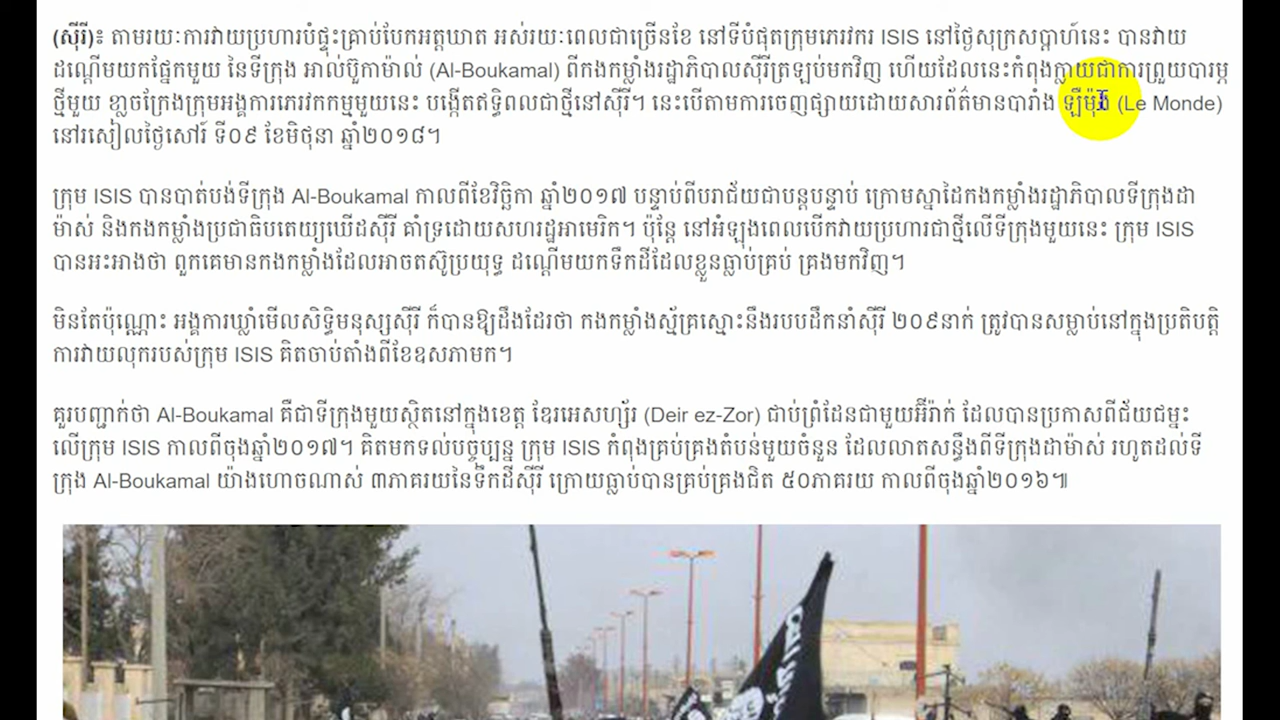 (ស៊ីរី)៖ តាមរយៈការវាយប្រហារបំផ្ទុះគ្រាប់បែកអត្តឃាត អស់រយៈពេលជាច្រើនខែ នៅទីបំផុតក្រុមភេរវករ ISIS នៅថ្ងៃសុក្រសប្ដាហ៍នេះ បានវាយ
ដណ្ដើមយកផ្នែកមួយ នៃទីក្រុង អាល់ប៊ូកាម៉ាល់ (Al-Boukamal) ពីកងកម្លាំងរដ្ឋាភិបាលស៊ីរីត្រឡប់មកវិញ ហើយដែលនេះកំពុងក្លាយជាការព្រួយបារម្ភ
ថ្មីមួយ ខ្លាចក្រែងក្រុមអង្គការភេរវកកម្មមួយនេះ បង្កើតឥទ្ធិពលជាថ្មីនៅស៊ីរី។ នេះបើតាមការចេញផ្សាយដោយសារព័ត៌មានបារាំង ឡឺម៉ុង (Le Monde)
នៅរសៀលថ្ងៃសៅរ៍ ទី០៩ ខែមិថុនា ឆ្នាំ២០១៨។
ក្រុម ISIS បានបាត់បង់ទីក្រុង Al-Boukamal កាលពីខែវិច្ឆិកា ឆ្នាំ២០១៧ បន្ទាប់ពីបរាជ័យជាបន្តបន្ទាប់ ក្រោមស្នាដៃកងកម្លាំងរដ្ឋាភិបាលទីក្រុងដា
ម៉ាស់ និងកងកម្លាំងប្រជាធិបតេយ្យឃើដស៊ីរី គាំទ្រដោយសហរដ្ឋអាមេរិក។ ប៉ុន្តែ នៅអំឡុងពេលបើកវាយប្រហារជាថ្មីលើទីក្រុងមួយនេះ ក្រុម ISIS
បានអះអាងថា ពួកគេមានកងកម្លាំងដែលអាចតស៊ូប្រយុទ្ធ ដណ្ដើមយកទឹកដីដែលខ្លួនធ្លាប់គ្រប់ គ្រងមកវិញ។
មិនតែប៉ុណ្ណោះ អង្គការឃ្លាំមើលសិទ្ធិមនុស្សស៊ីរី ក៏បានឱ្យដឹងដែរថា កងកម្លាំងស្ម័គ្រស្មោះនឹងរបបដឹកនាំស៊ីរី ២០៩នាក់ ត្រូវបានសម្លាប់នៅក្នុងប្រតិបត្តិ
ការវាយលុករបស់ក្រុម ISIS គិតចាប់តាំងពីខែឧសភាមក។
គួរបញ្ជាក់ថា Al-Boukamal គឺជាទីក្រុងមួយស្ថិតនៅក្នុងខេត្ត ឌែរអេសហ្ស័រ (Deir ez-Zor) ជាប់ព្រំដែនជាមួយអ៊ីរ៉ាក់ ដែលបានប្រកាសពីជ័យជម្នះ
លើក្រុម ISIS កាលពីចុងឆ្នាំ២០១៧។ គិតមកទល់បច្ចុប្បន្ន ក្រុម ISIS កំពុងគ្រប់គ្រងតំបន់មួយចំនួន ដែលលាតសន្ធឹងពីទីក្រុងដាម៉ាស់ រហូតដល់ទី
ក្រុង Al-Boukamal យ៉ាងហោចណាស់ ៣ភាគរយនៃទឹកដីស៊ីរី ក្រោយធ្លាប់បានគ្រប់គ្រងជិត ៥០ភាគរយ កាលពីចុងឆ្នាំ២០១៦៕